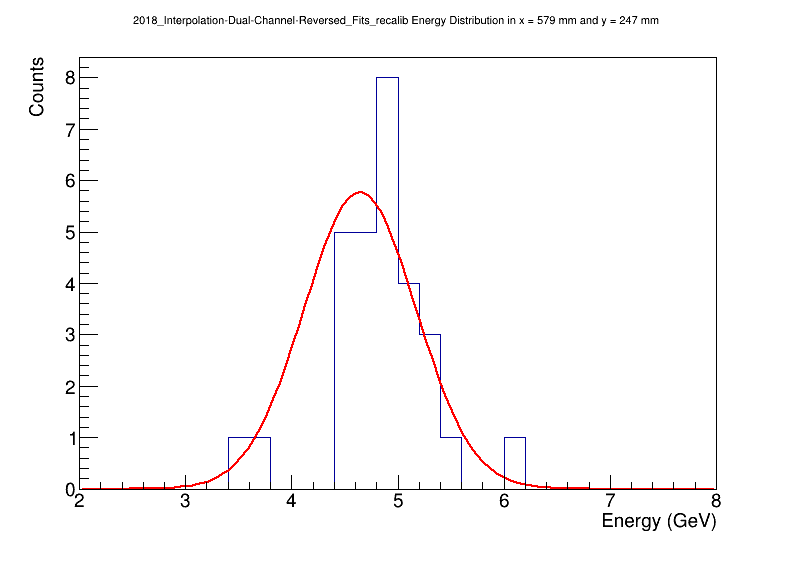 2018_Interpolation-Dual-Channel-Reversed_Fits_recalib Energy Distribution in x = 579 mm and y = 247 mm
Counts
8
7
6
5
4
3
2
1
0
2 3 4 5 6 7 8
Energy (GeV)